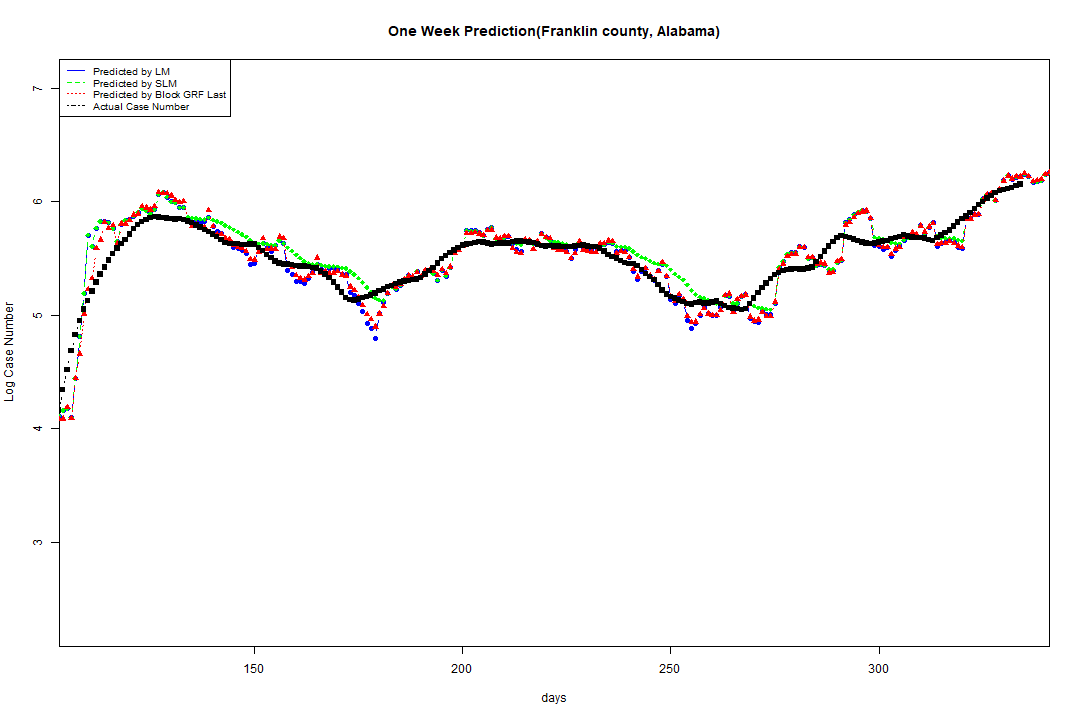 One Week Prediction(Franklin county, Alabama)
Predicted by LM
Predicted by SLM
Predicted by Block GRF Last
Actual Case Number
7
6
5
4
3
Log Case Number
150 200 250 300
days